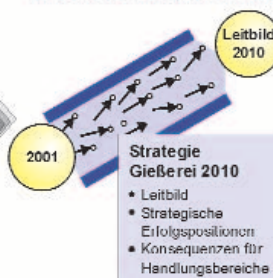 Leitbild
2010
2001
Strategie
Gießerei 2010
• Leitbild
• Strategische
Erfolgspositionen
• Konsequenzen für
Handlungsbereiche